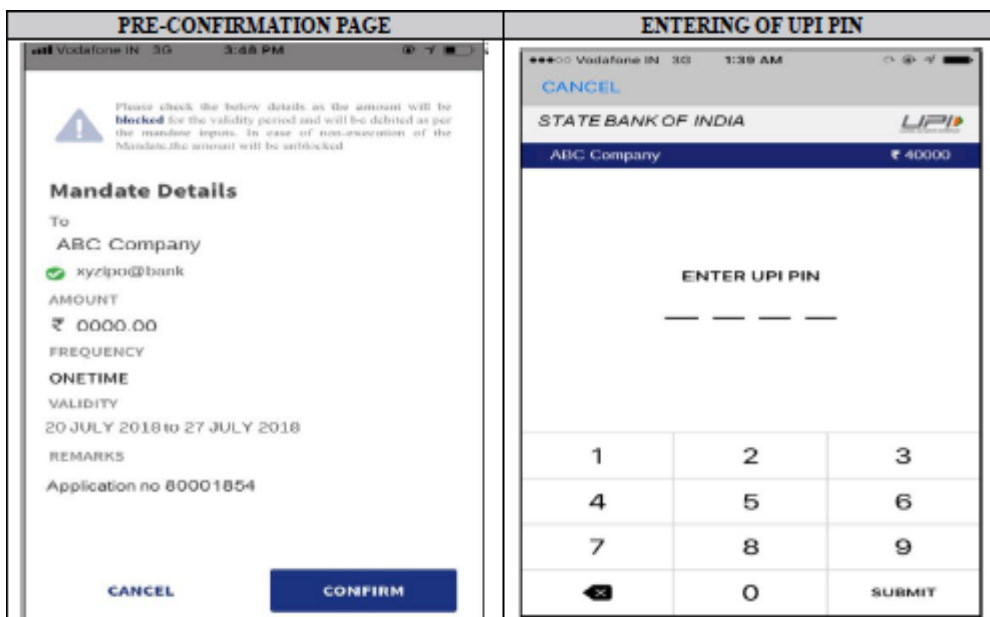 PRE-CONFIRMATION PAGE
Vodafone IN 3G 3:48 PM
Please check the below details as the amount will be
blocked for the validity period and will be debited as per
the mandate inputs. In case of non-execution of the
Mandate,the amount will be unblocked
Mandate Details
To
ABC Company
xyzipo@bank
AMOUNT
₹ 0000.00
FREQUENCY
ONETIME
VALIDITY
20 JULY 2018 to 27 JULY 2018
REMARKS
Application no 80001854
CANCEL CONFIRM
ENTERING OF UPI PIN
Vodafone IN 3G 1:39 AM
CANCEL
STATE BANK OF INDIA UPI
ABC Company ₹ 40000
ENTER UPI PIN
1 2 3
4 5 6
7 8 9
0 SUBMIT